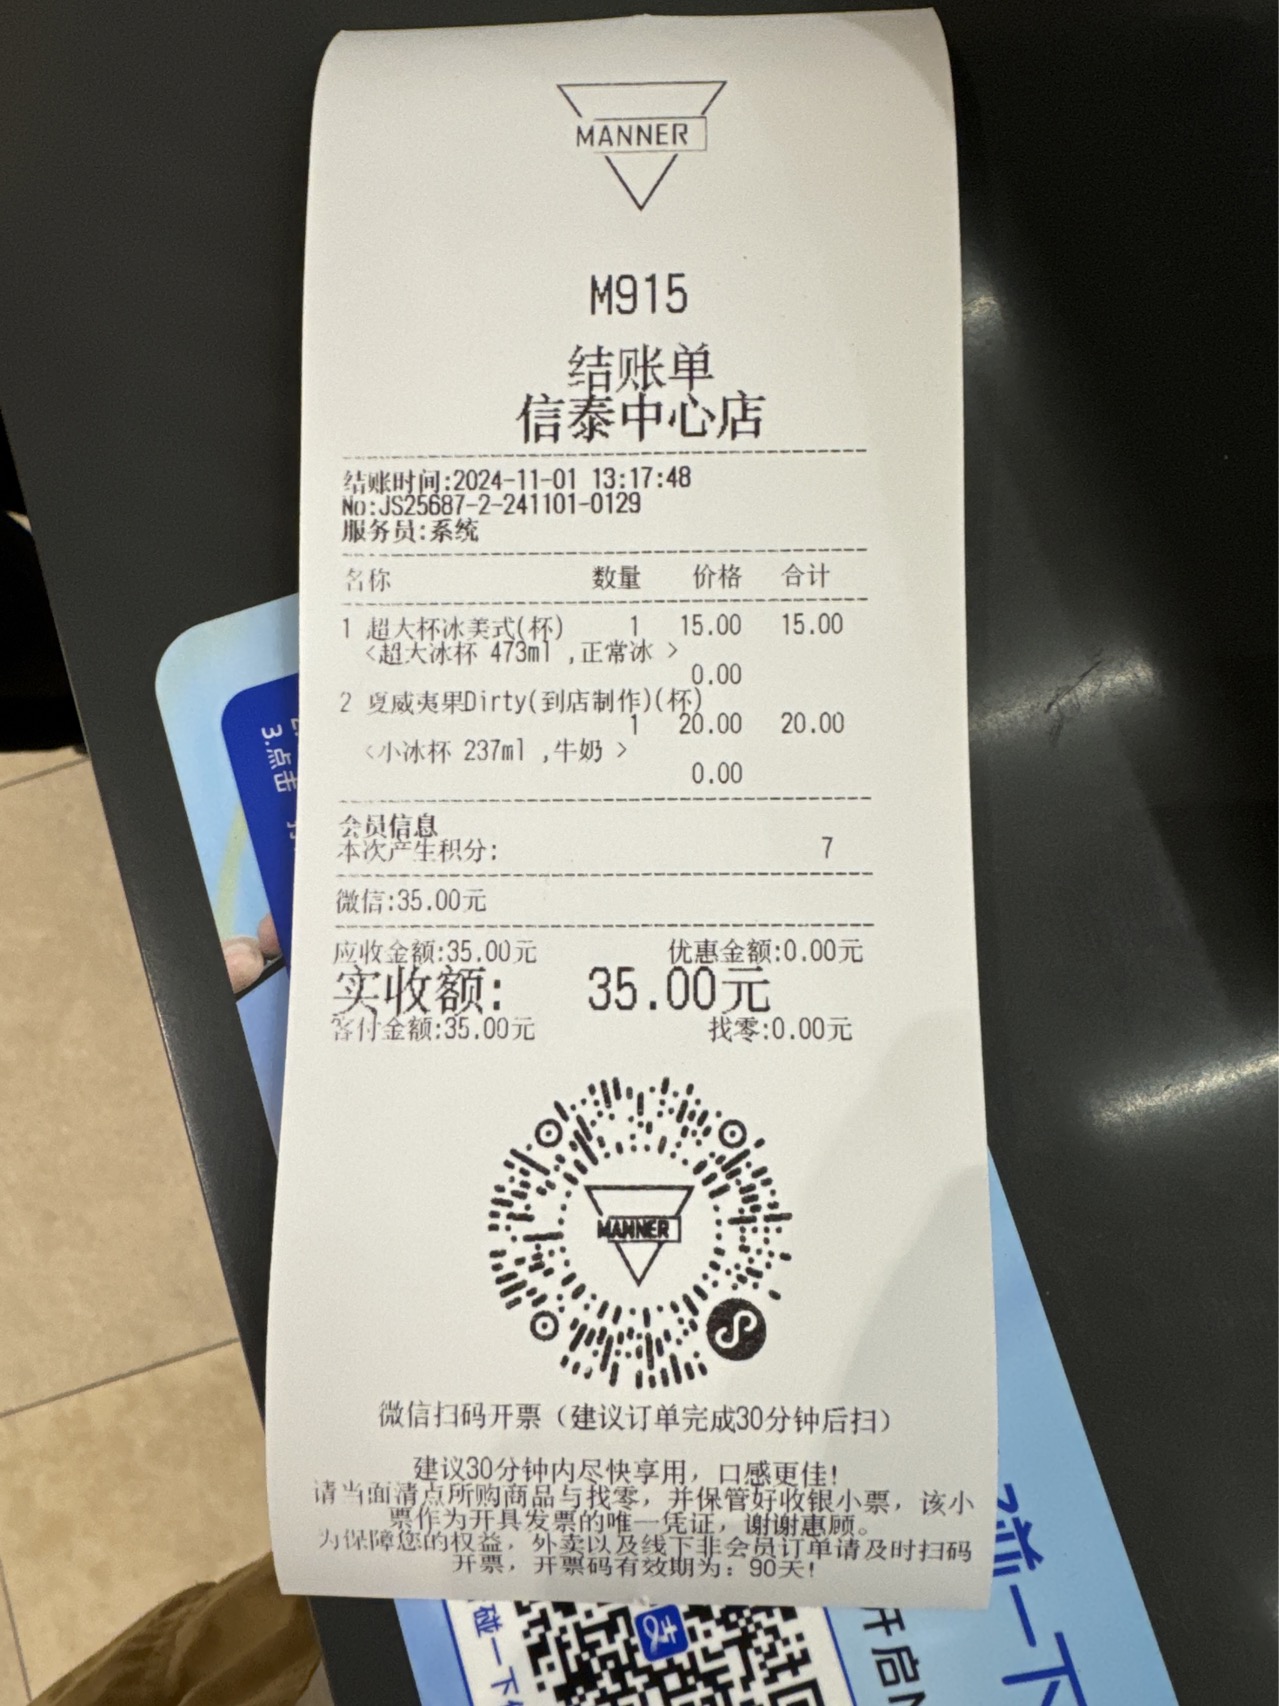 MANNER
M915
结账单
信泰中心店
结账时间:2024-11-01 13:17:48
No:JS25687-2-241101-0129
服务员:系统
名称 数量 价格 合计
1 超大杯冰美式(杯) 1 15.00 15.00
<超大冰杯 473ml ,正常冰 >
0.00
2 夏威夷果Dirty(到店制作)(杯)
1 20.00 20.00
<小冰杯 237ml ,牛奶 >
0.00
会员信息
本次产生积分: 7
微信:35.00元
应收金额:35.00元 优惠金额:0.00元
实收额: 35.00元
客付金额:35.00元 找零:0.00元
MANNER
微信扫码开票（建议订单完成30分钟后扫）
建议30分钟内尽快享用，口感更佳!
请当面清点所购商品与找零，并保管好收银小票，该小
票作为开具发票的唯一凭证，谢谢惠顾。
为保障您的权益，外卖以及线下非会员订单请及时扫码
开票，开票码有效期为：90天!
3.点击
碰一下
支
开启
碰一下